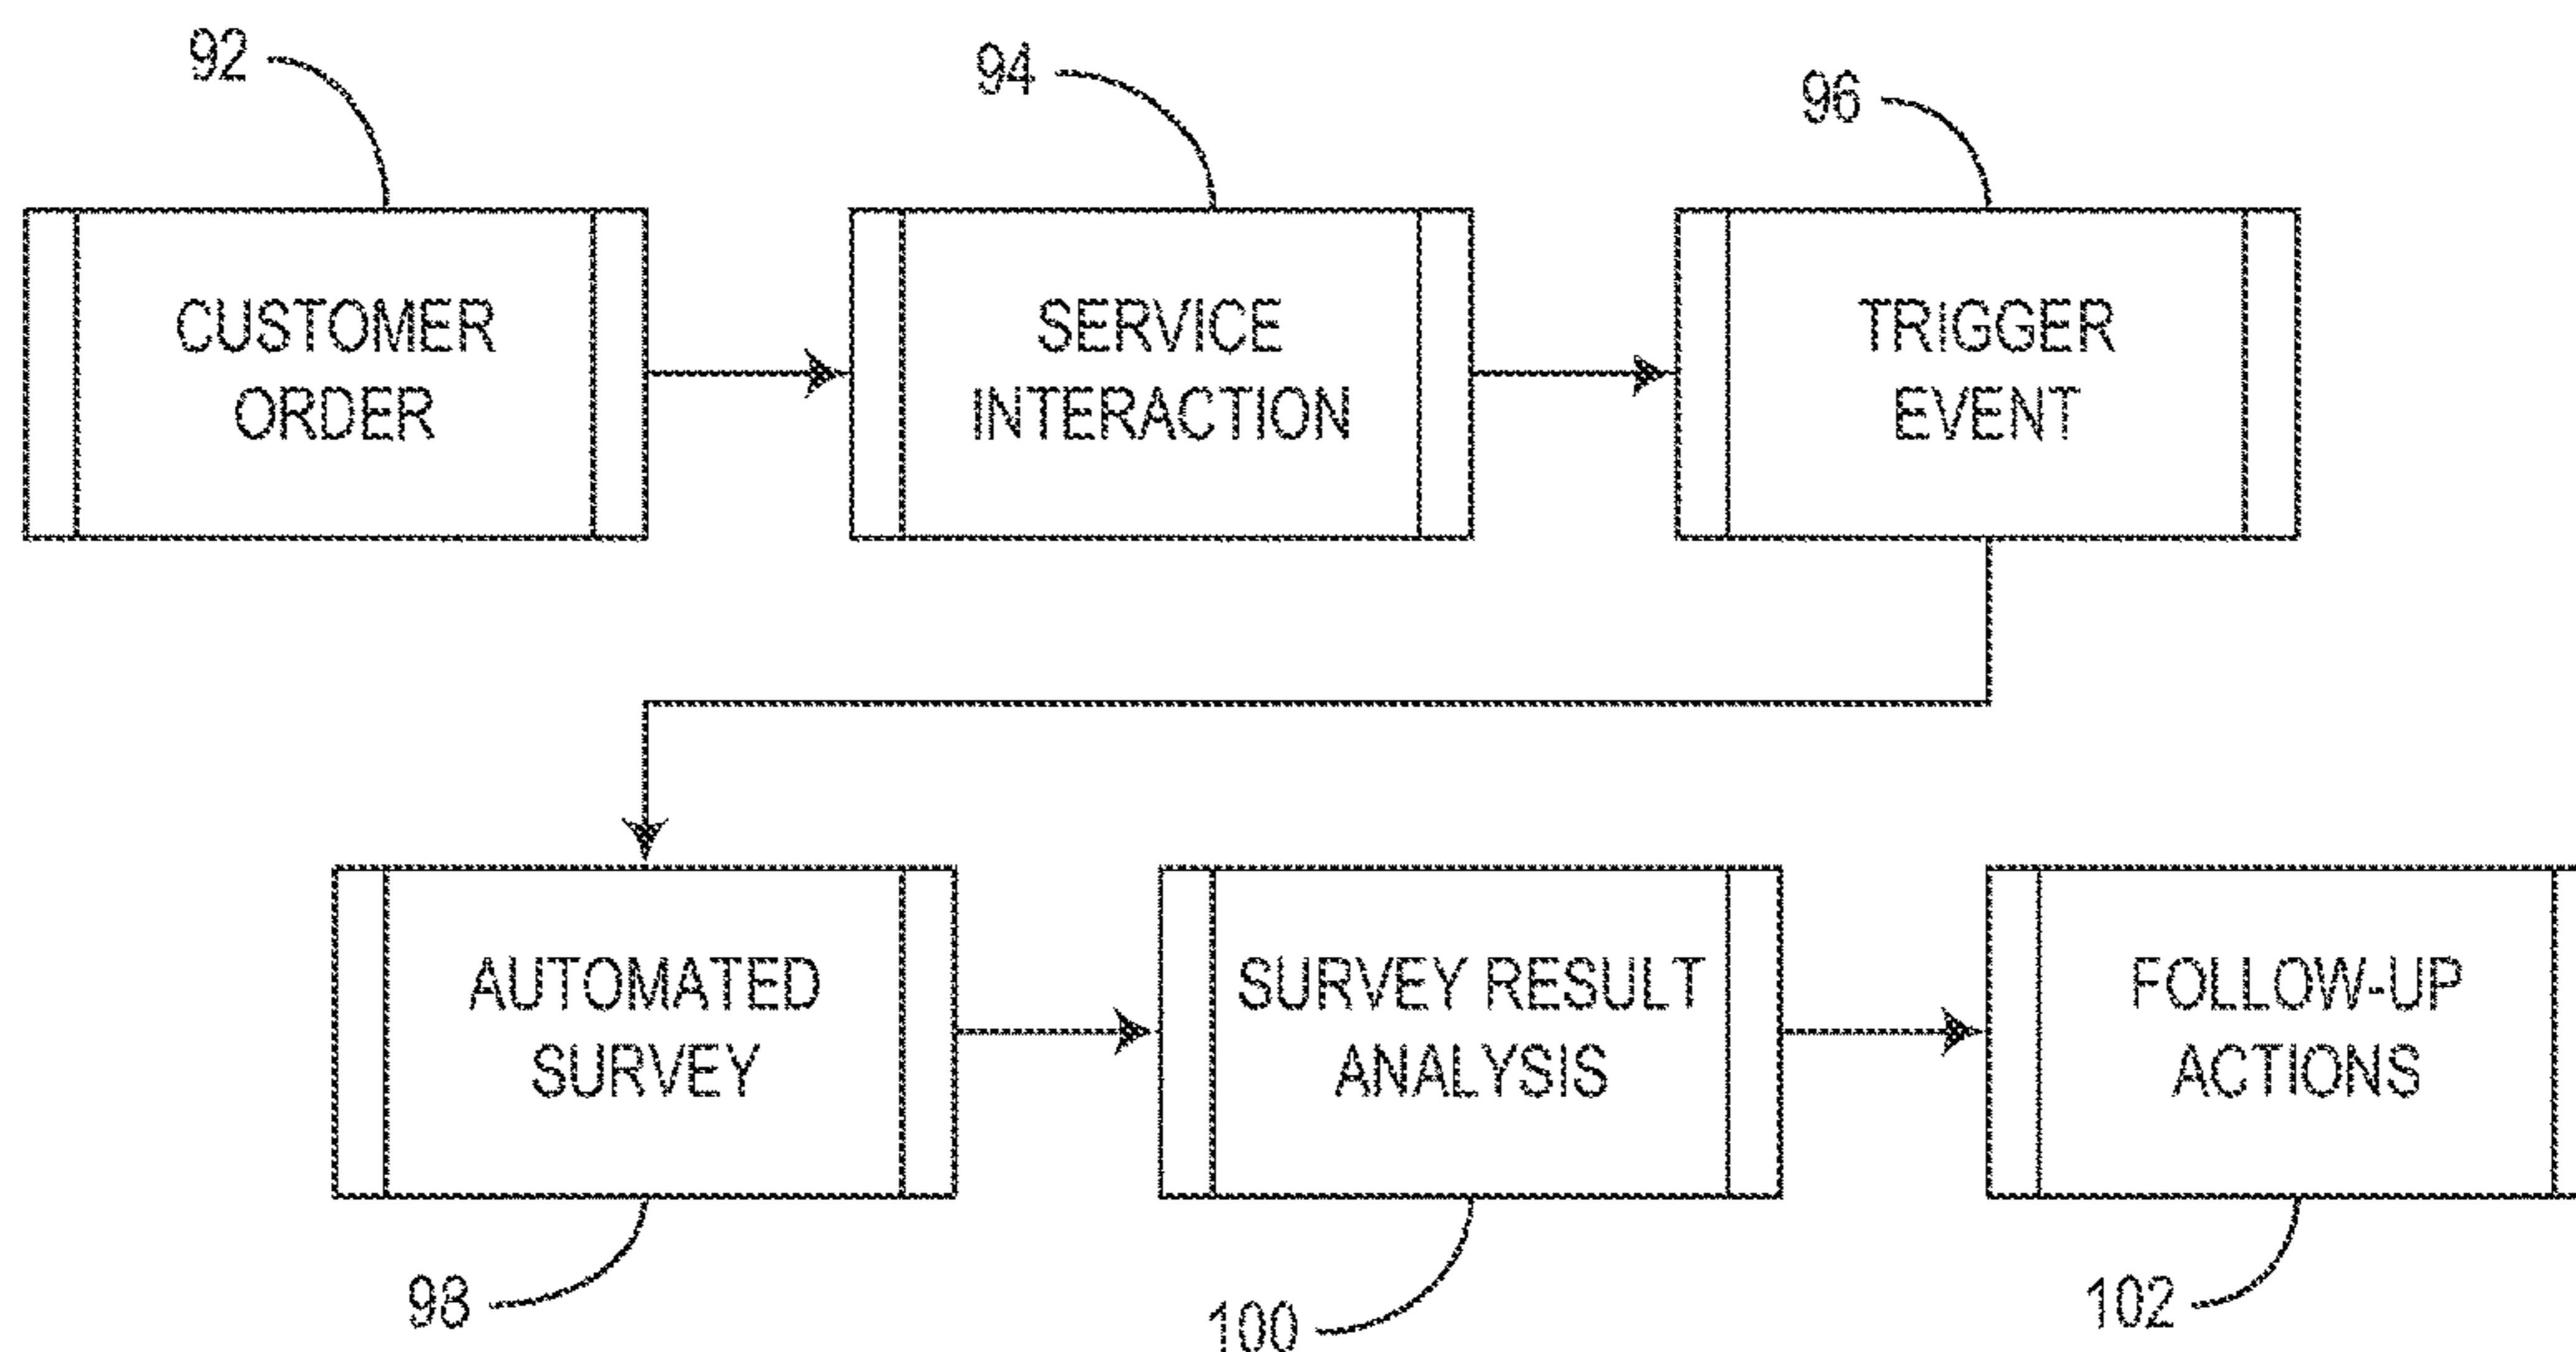 92
94
96
CUSTOMER
ORDER
SERVICE
INTERACTION
TRIGGER
EVENT
AUTOMATED
SURVEY
SURVEY RESULT
ANALYSIS
FOLLOW-UP
ACTIONS
98
100
102